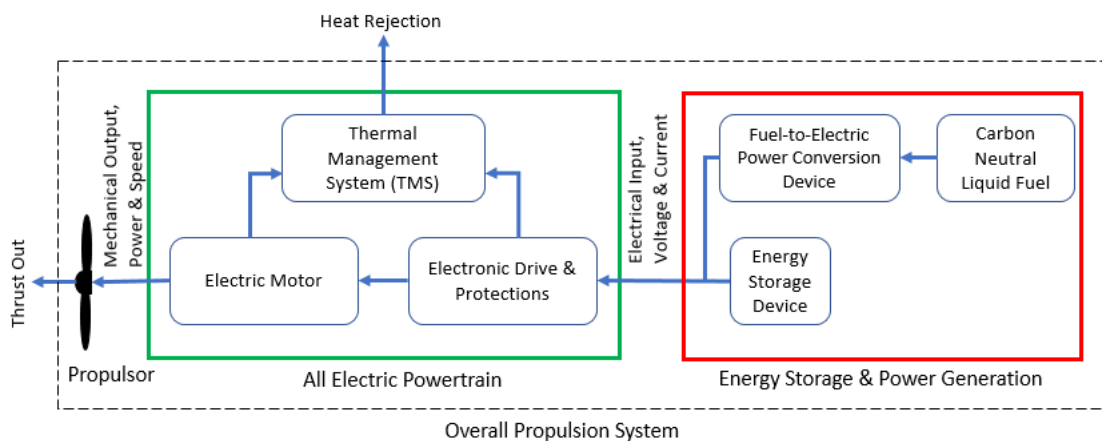 Heat Rejection
Thrust Out
Propulsor
Mechanical Output,
Power & Speed
Thermal
Management
System (TMS)
Electric Motor
Electronic Drive &
Protections
All Electric Powertrain
Electrical Input,
Voltage & Current
Fuel-to-Electric
Power Conversion
Device
Carbon
Neutral
Liquid Fuel
Energy
Storage
Device
Energy Storage & Power Generation
Overall Propulsion System